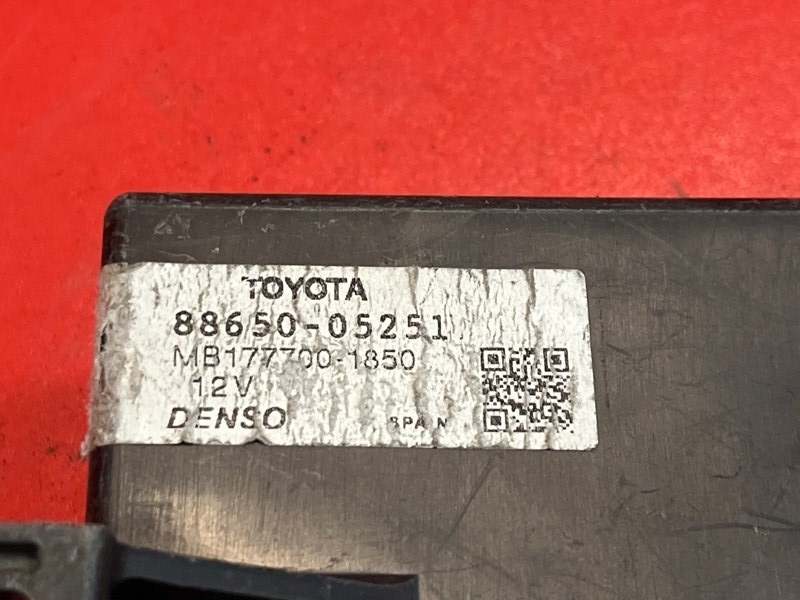 TOYOTA
88650-05251
MB177700-1850
12V
DENSO SPAIN